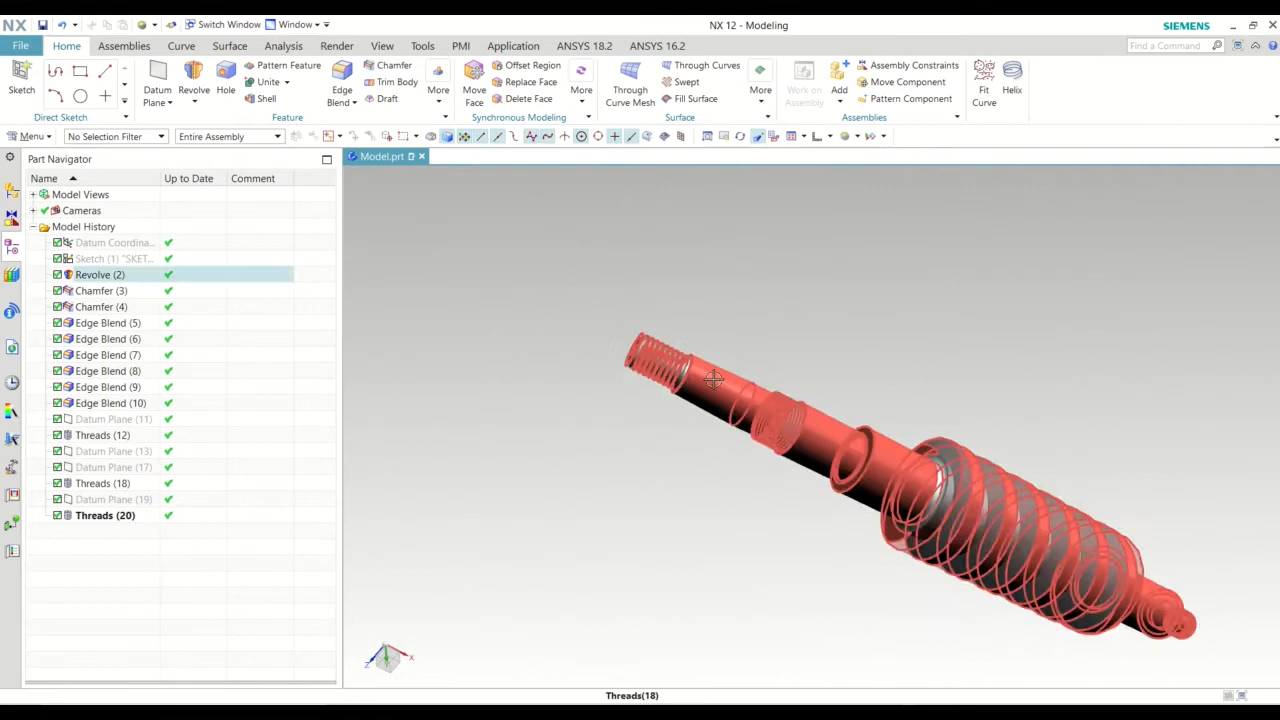 NX Switch Window Window NX 12 - Modeling SIEMENS
File Home Assemblies Curve Surface Analysis Render View Tools PMI Application ANSYS 18.2 ANSYS 16.2 Find a Command
Sketch Direct Sketch
Datum Plane Revolve Hole Pattern Feature Unite Shell Edge Blend Chamfer Trim Body Draft More Feature
Move Face Offset Region Replace Face Delete Face More Synchronous Modeling
Through Curve Mesh Through Curves Swept Fill Surface More Surface
Work on Assembly Add Assembly Constraints Move Component Pattern Component Assemblies
Fit Curve Helix
Menu No Selection Filter Entire Assembly
Part Navigator Model.prt
Name Up to Date Comment
Model Views
Cameras
Model History
Datum Coordina...
Sketch (1) "SKET...
Revolve (2)
Chamfer (3)
Chamfer (4)
Edge Blend (5)
Edge Blend (6)
Edge Blend (7)
Edge Blend (8)
Edge Blend (9)
Edge Blend (10)
Datum Plane (11)
Threads (12)
Datum Plane (13)
Datum Plane (17)
Threads (18)
Datum Plane (19)
Threads (20)
Z Y X
Threads(18)